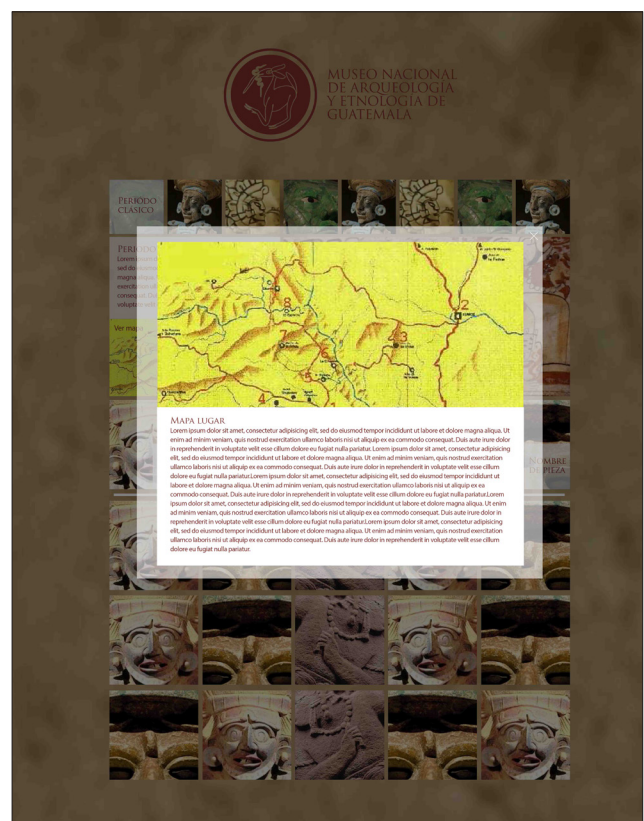 MUSEO NACIONAL
DE ARQUEOLOGÍA
Y ETNOLOGÍA DE
GUATEMALA
PERÍODO
CLÁSICO
Ver mapa
8
2
3
6
5
4
MAPA LUGAR
Lorem ipsum dolor sit amet, consectetur adipisicing elit, sed do eiusmod tempor incididunt ut labore et dolore magna aliqua. Ut
enim ad minim veniam, quis nostrud exercitation ullamco laboris nisi ut aliquip ex ea commodo consequat. Duis aute irure dolor
in reprehenderit in voluptate velit esse cillum dolore eu fugiat nulla pariatur. Lorem ipsum dolor sit amet, consectetur adipisicing
elit, sed do eiusmod tempor incididunt ut labore et dolore magna aliqua. Ut enim ad minim veniam, quis nostrud exercitation
ullamco laboris nisi ut aliquip ex ea commodo consequat. Duis aute irure dolor in reprehenderit in voluptate velit esse cillum
dolore eu fugiat nulla pariatur.Lorem ipsum dolor sit amet, consectetur adipisicing elit, sed do eiusmod tempor incididunt ut
labore et dolore magna aliqua. Ut enim ad minim veniam, quis nostrud exercitation ullamco laboris nisi ut aliquip ex ea
commodo consequat. Duis aute irure dolor in reprehenderit in voluptate velit esse cillum dolore eu fugiat nulla pariatur.Lorem
ipsum dolor sit amet, consectetur adipisicing elit, sed do eiusmod tempor incididunt ut labore et dolore magna aliqua. Ut enim
ad minim veniam, quis nostrud exercitation ullamco laboris nisi ut aliquip ex ea commodo consequat. Duis aute irure dolor in
reprehenderit in voluptate velit esse cillum dolore eu fugiat nulla pariatur.Lorem ipsum dolor sit amet, consectetur adipisicing
elit, sed do eiusmod tempor incididunt ut labore et dolore magna aliqua. Ut enim ad minim veniam, quis nostrud exercitation
ullamco laboris nisi ut aliquip ex ea commodo consequat. Duis aute irure dolor in reprehenderit in voluptate velit esse cillum
dolore eu fugiat nulla pariatur.
NOMBRE
DE PIEZA